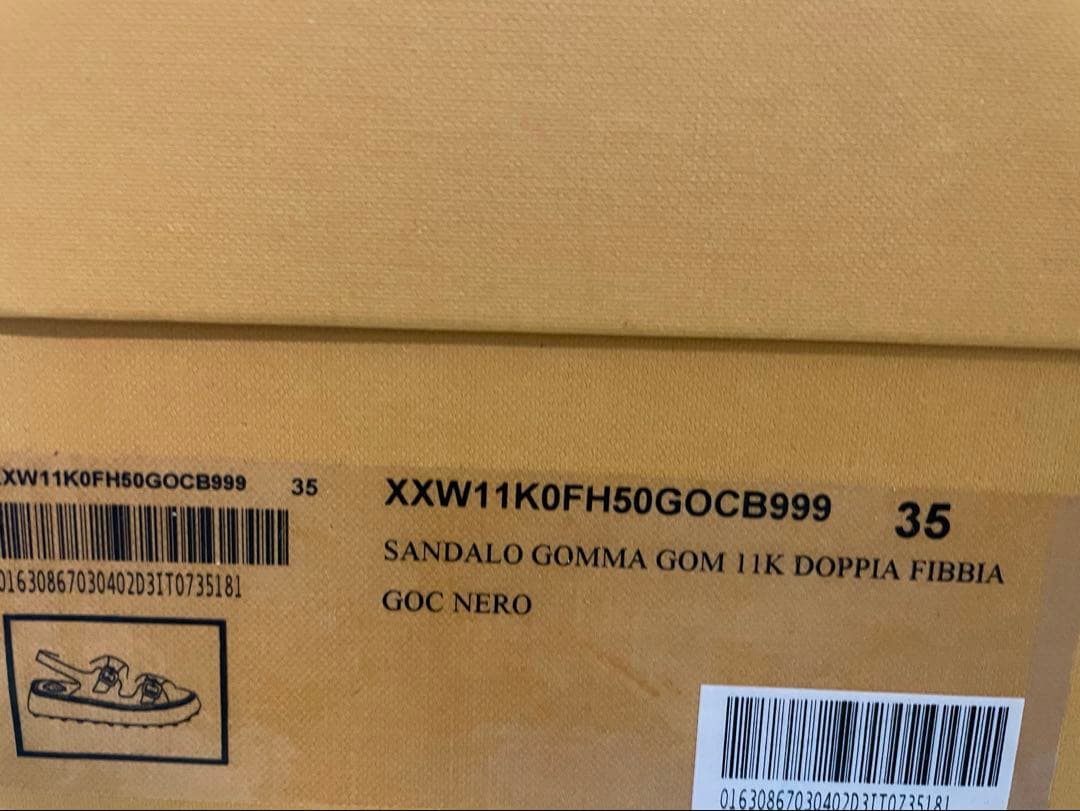 XW11K0FH50GOCB999 35
01630867030402D3IT0735181
XXW11K0FH50GOCB999 35
SANDALO GOMMA GOM 11K DOPPIA FIBBIA
GOC NERO
01630867030402D3IT0735181